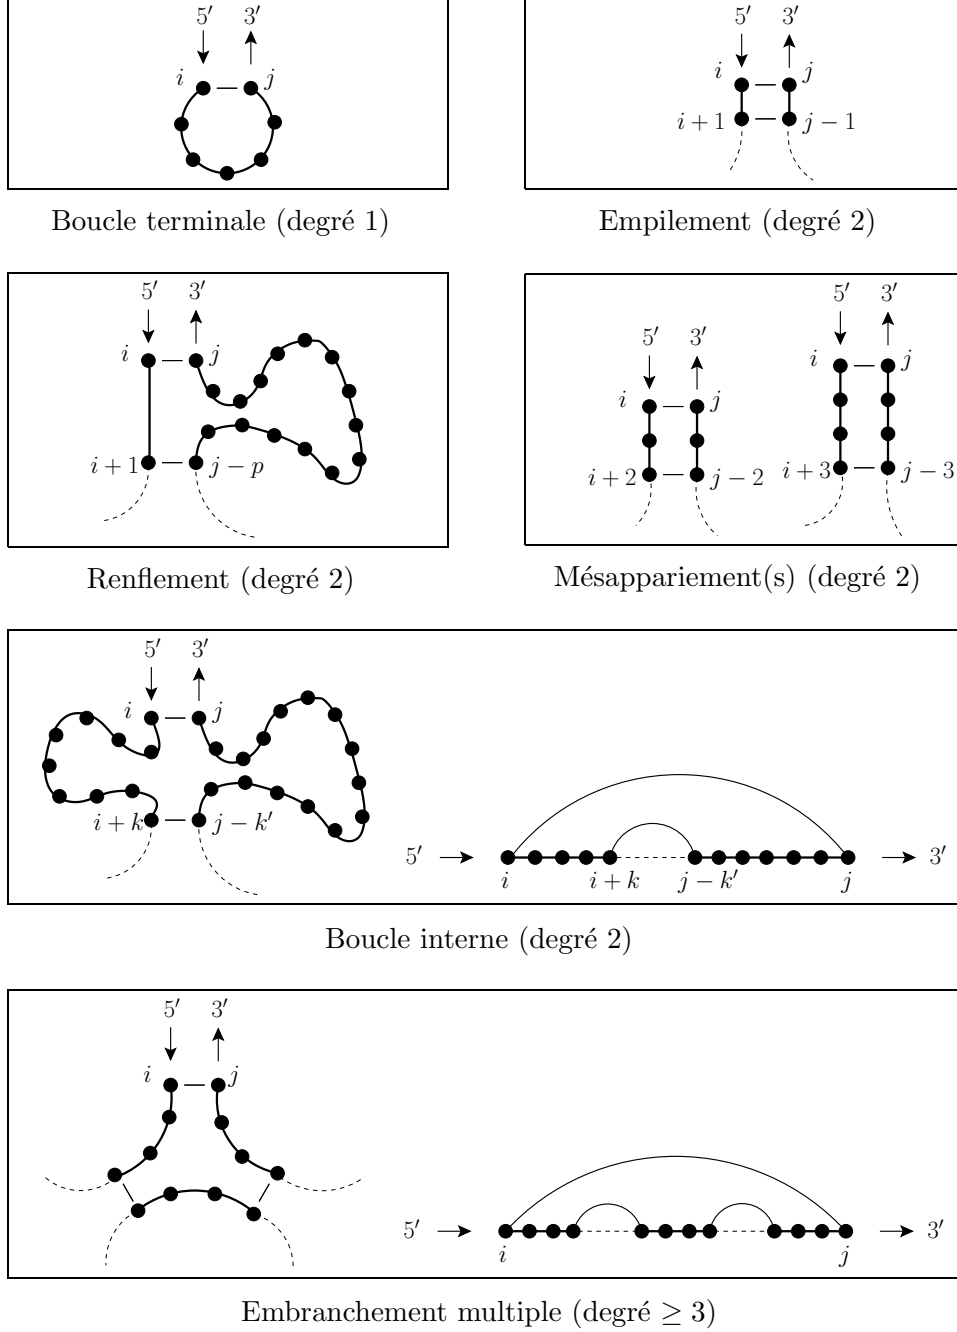 5′ 3′
i j
Boucle terminale (degré 1)
5′ 3′
i j
i + 1 j − 1
Empilement (degré 2)
5′ 3′
i j
i + 1 j − p
Renflement (degré 2)
5′ 3′
i j
i + 2 j − 2
5′ 3′
i j
i + 3 j − 3
Mésappariement(s) (degré 2)
5′ 3′
i j
i + k j − k′
5′ 3′
i i + k j − k′ j
Boucle interne (degré 2)
5′ 3′
i j
5′ 3′
i j
Embranchement multiple (degré ≥ 3)